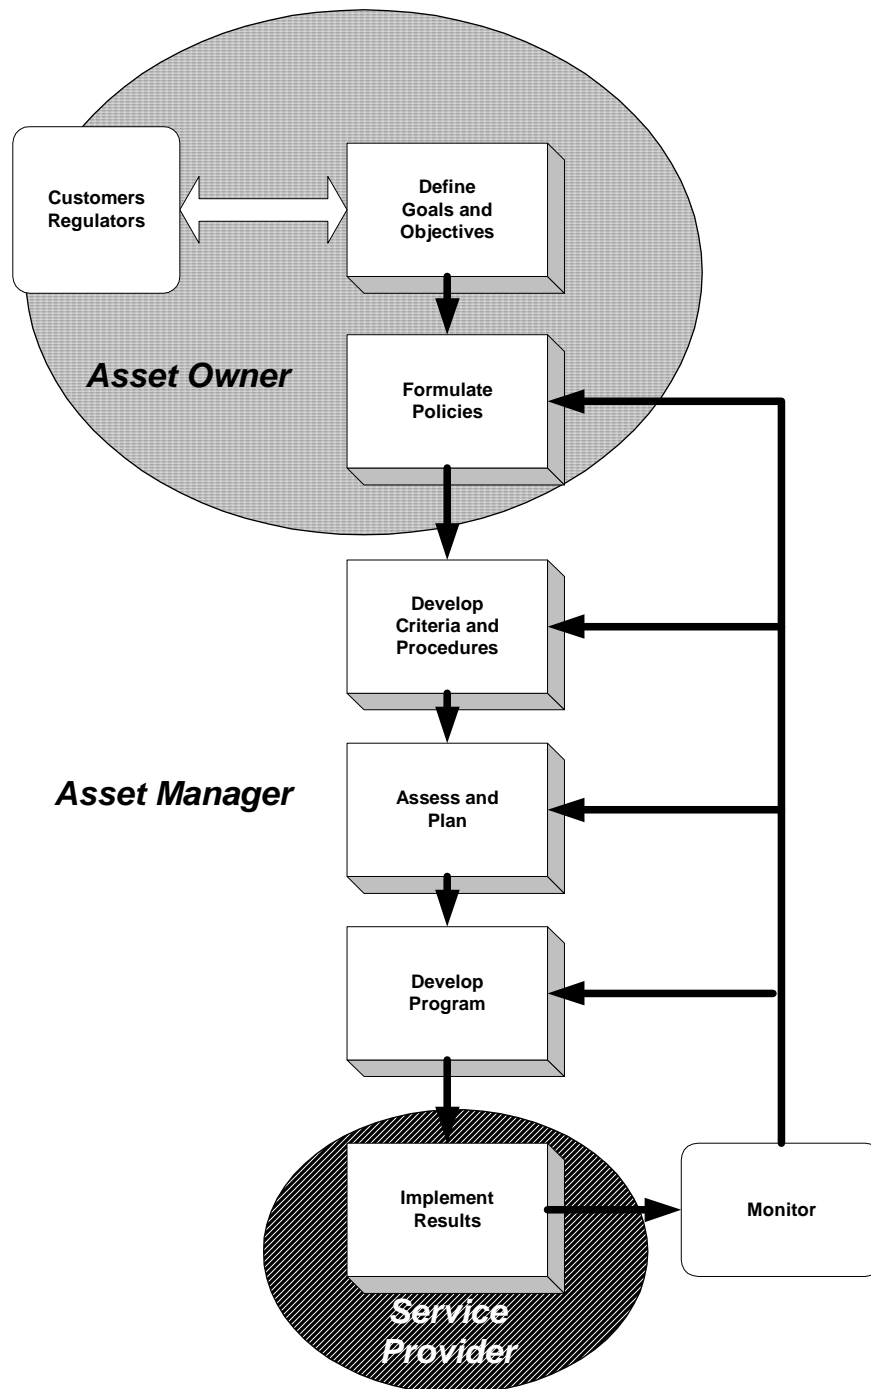 Customers
Regulators
Define
Goals and
Objectives
Asset Owner
Formulate
Policies
Develop
Criteria and
Procedures
Asset Manager
Assess and
Plan
Develop
Program
Implement
Results
Monitor
Service
Provider